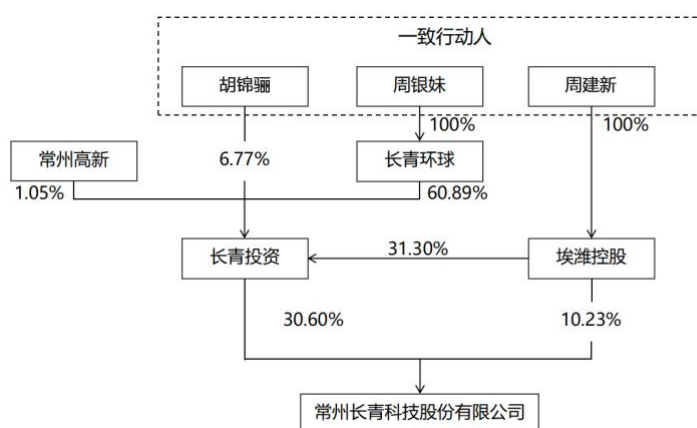 一致行动人
胡锦骊
周银妹
周建新
100%
100%
常州高新
6.77%
长青环球
1.05%
60.89%
长青投资
31.30%
埃潍控股
30.60%
10.23%
常州长青科技股份有限公司